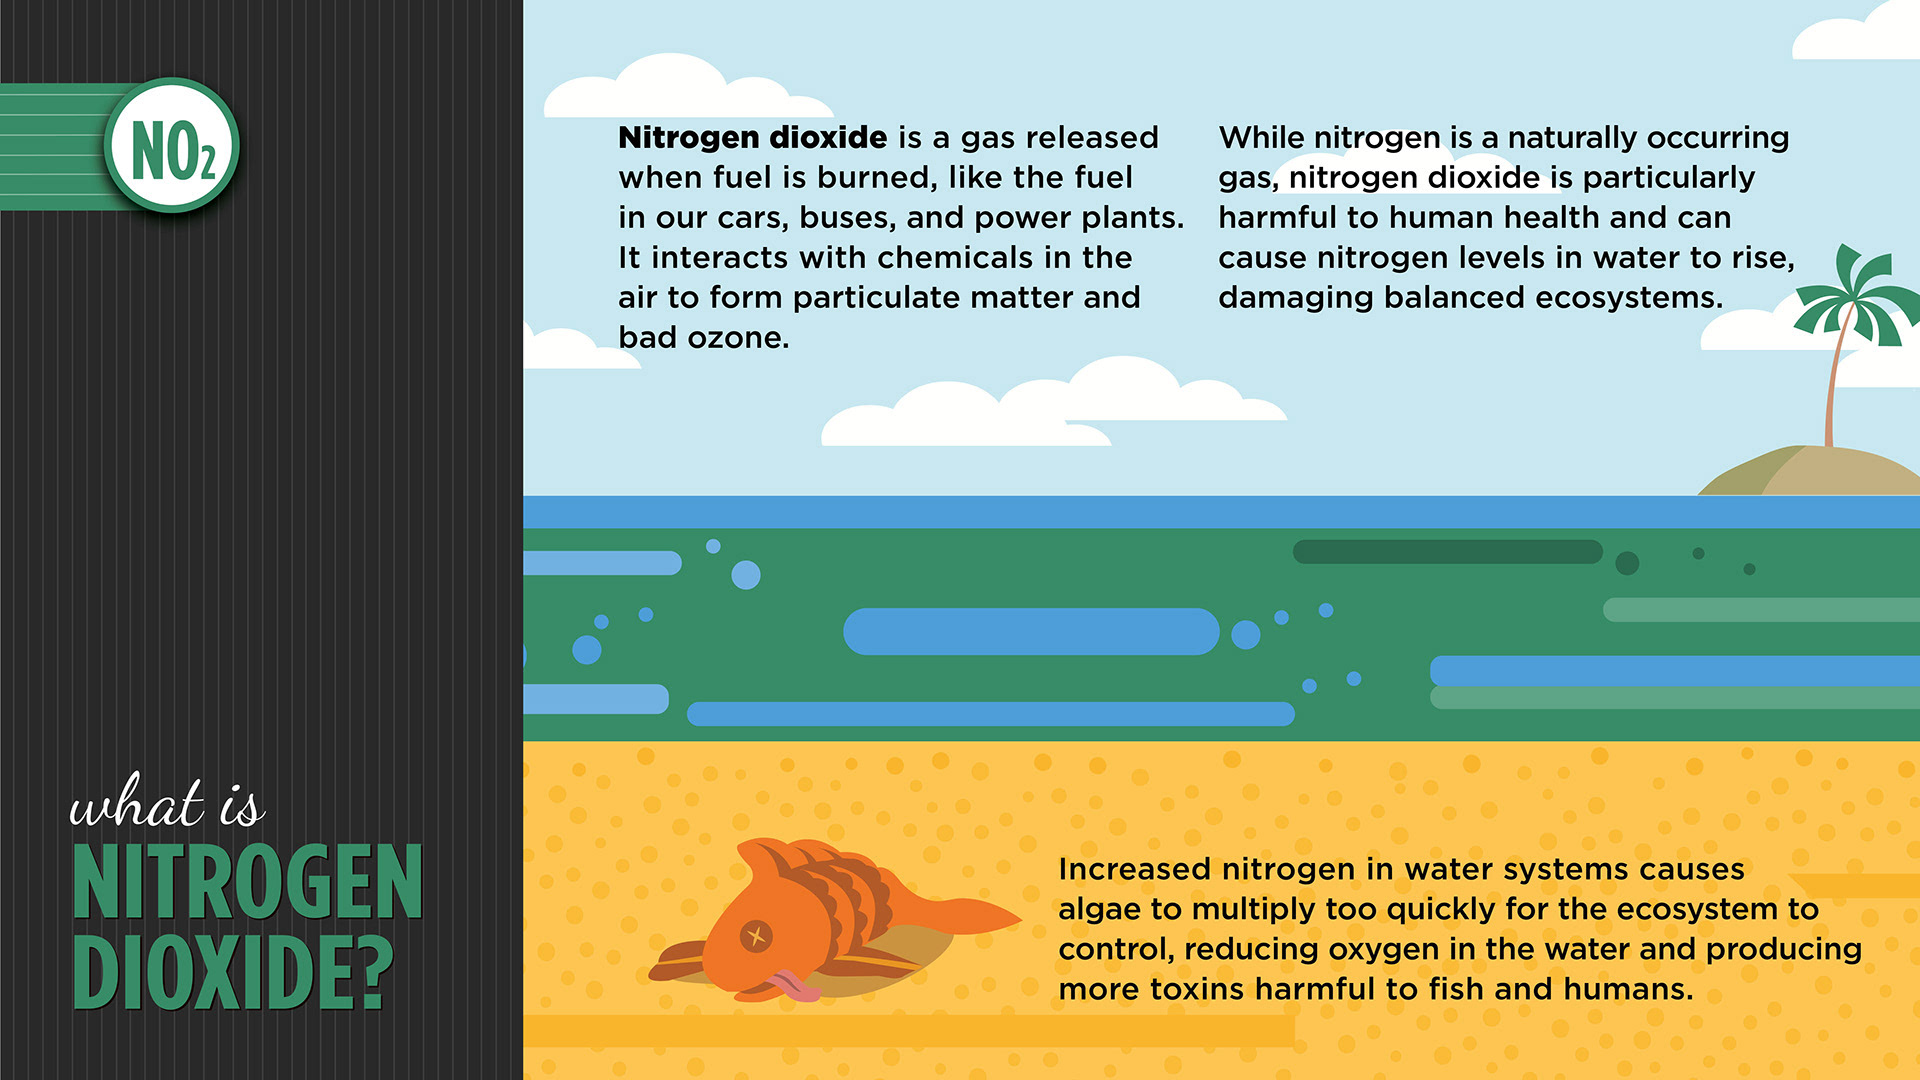 NO2
what is
NITROGEN
DIOXIDE?
Nitrogen dioxide is a gas released
when fuel is burned, like the fuel
in our cars, buses, and power plants.
It interacts with chemicals in the
air to form particulate matter and
bad ozone.
While nitrogen is a naturally occurring
gas, nitrogen dioxide is particularly
harmful to human health and can
cause nitrogen levels in water to rise,
damaging balanced ecosystems.
Increased nitrogen in water systems causes
algae to multiply too quickly for the ecosystem to
control, reducing oxygen in the water and producing
more toxins harmful to fish and humans.